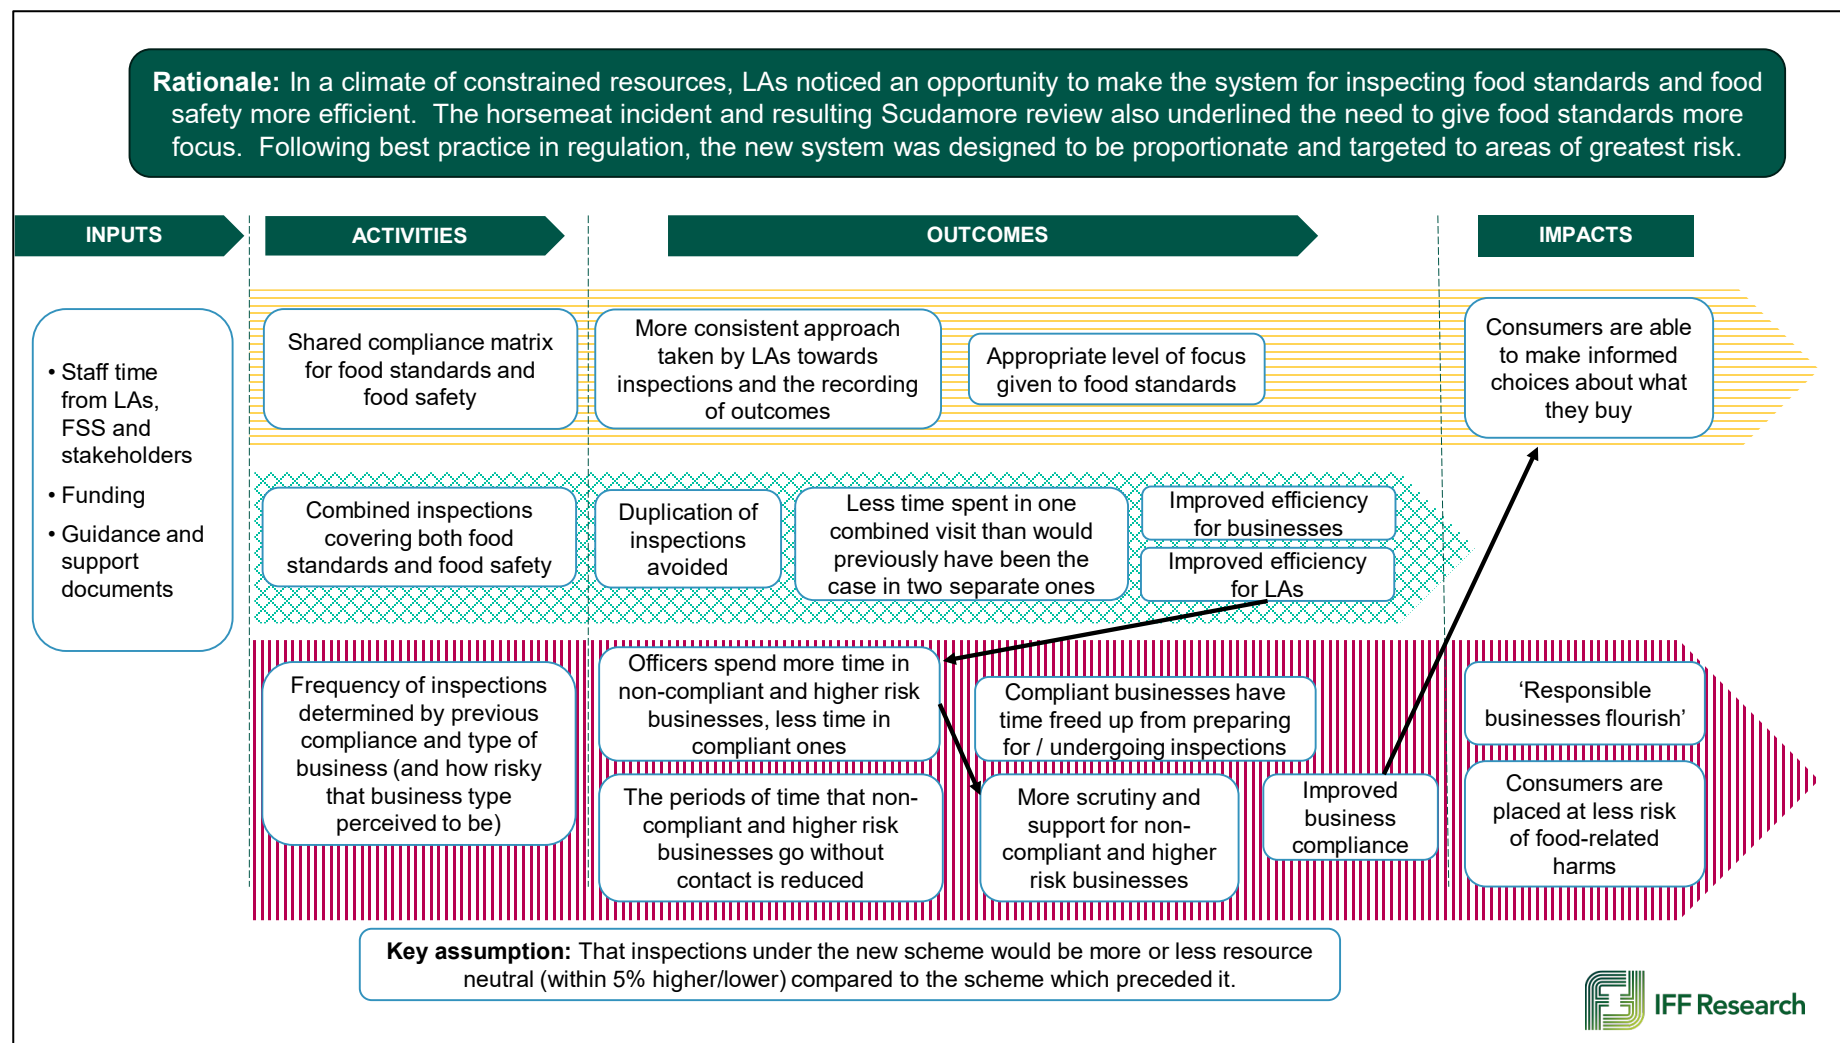 Rationale: In a climate of constrained resources, LAs noticed an opportunity to make the system for inspecting food standards and food
safety more efficient.  The horsemeat incident and resulting Scudamore review also underlined the need to give food standards more
focus.  Following best practice in regulation, the new system was designed to be proportionate and targeted to areas of greatest risk.
INPUTS
ACTIVITIES
OUTCOMES
IMPACTS
• Staff time
from LAs,
FSS and
stakeholders
• Funding
• Guidance and
support
documents
Shared compliance matrix
for food standards and
food safety
More consistent approach
taken by LAs towards
inspections and the recording
of outcomes
Appropriate level of focus
given to food standards
Consumers are able
to make informed
choices about what
they buy
Combined inspections
covering both food
standards and food safety
Duplication of
inspections
avoided
Less time spent in one
combined visit than would
previously have been the
case in two separate ones
Improved efficiency
for businesses
Improved efficiency
for LAs
Frequency of inspections
determined by previous
compliance and type of
business (and how risky
that business type
perceived to be)
Officers spend more time in
non-compliant and higher risk
businesses, less time in
compliant ones
The periods of time that non-
compliant and higher risk
businesses go without
contact is reduced
Compliant businesses have
time freed up from preparing
for / undergoing inspections
More scrutiny and
support for non-
compliant and higher
risk businesses
Improved
business
compliance
‘Responsible
businesses flourish’
Consumers are
placed at less risk
of food-related
harms
Key assumption: That inspections under the new scheme would be more or less resource
neutral (within 5% higher/lower) compared to the scheme which preceded it.
IFF Research